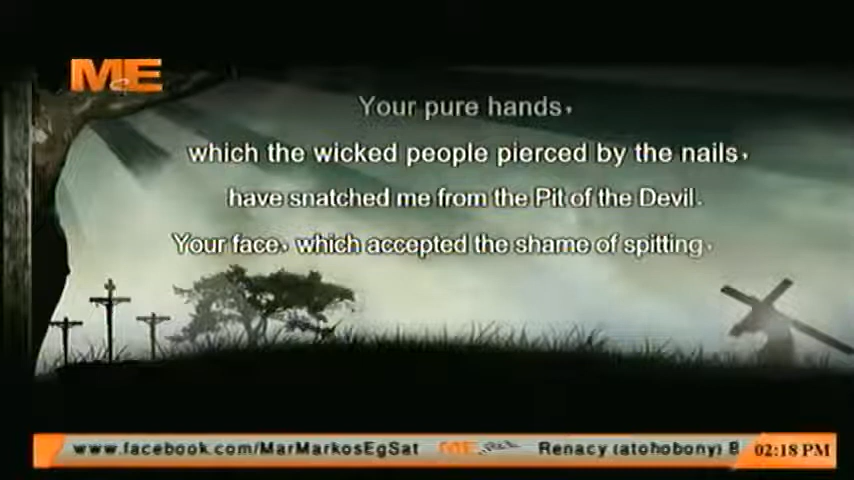 ME
Your pure hands,
which the wicked people pierced by the nails,
have snatched me from the Pit of the Devil.
Your face, which accepted the shame of spitting,
www.facebook.com/MarMarkosEgSat ME Renacy (atohobony) B 02:18 PM